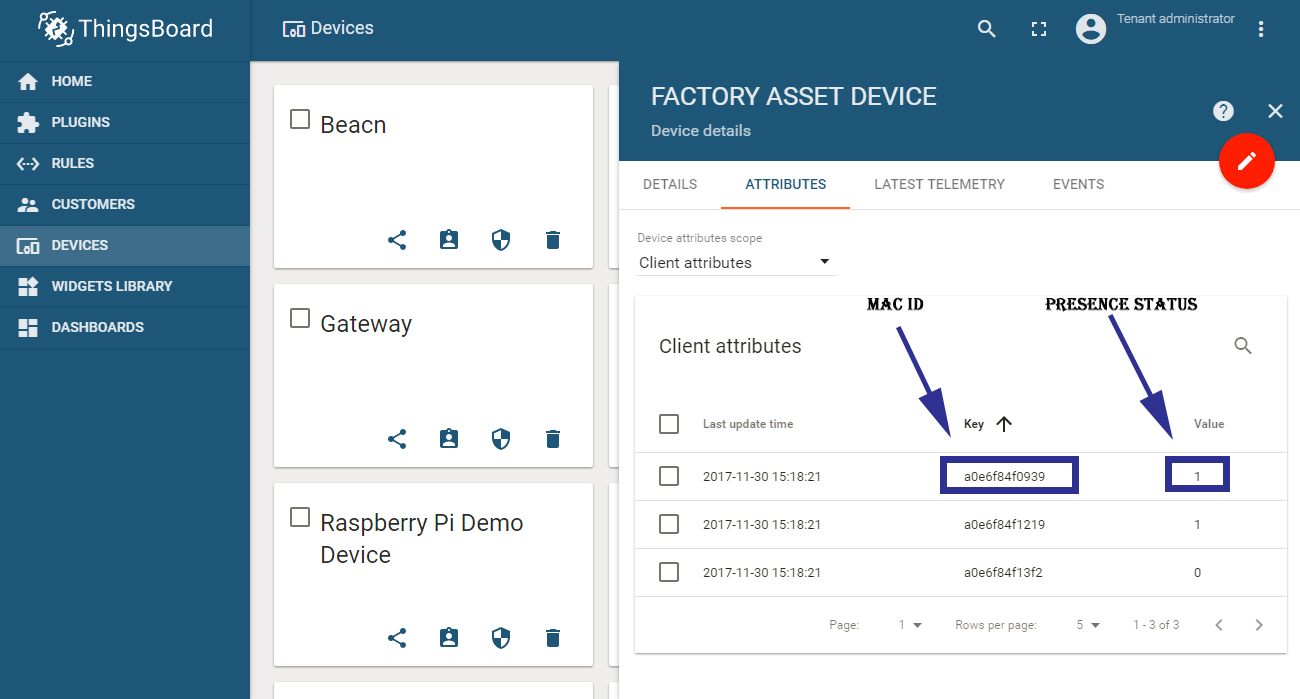 ThingsBoard
Devices
Tenant administrator
HOME
PLUGINS
RULES
CUSTOMERS
DEVICES
WIDGETS LIBRARY
DASHBOARDS
Beacn
Gateway
Raspberry Pi Demo
Device
FACTORY ASSET DEVICE
Device details
?
DETAILS ATTRIBUTES LATEST TELEMETRY EVENTS
Device attributes scope
Client attributes
MAC ID PRESENCE STATUS
Client attributes
Last update time Key Value
2017-11-30 15:18:21 a0e6f84f0939 1
2017-11-30 15:18:21 a0e6f84f1219 1
2017-11-30 15:18:21 a0e6f84f13f2 0
Page: 1 Rows per page: 5 1 - 3 of 3